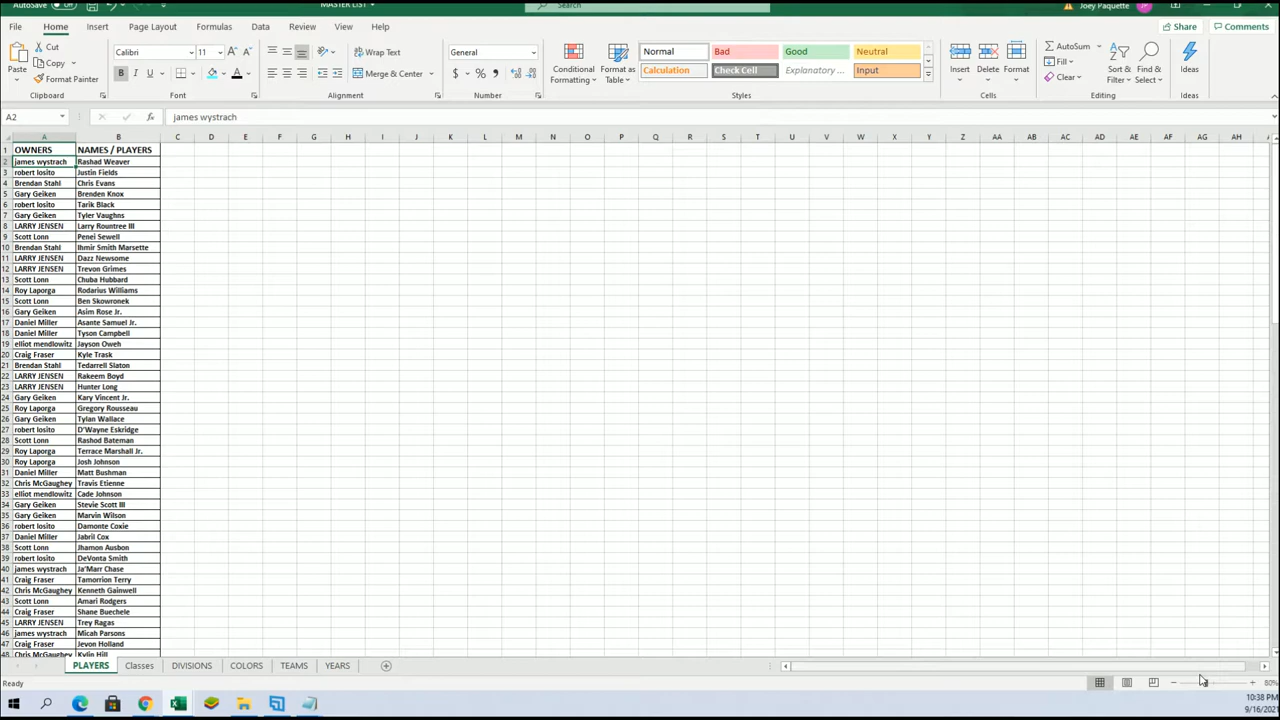 AutoSave Off MASTER LIST Search Joey Paquette JP
File Home Insert Page Layout Formulas Data Review View Help Share Comments
Paste Cut Copy Format Painter Clipboard
Calibri 11 A A B I U A Font
Wrap Text Merge & Center Alignment
General $ % , Number
Conditional Formatting Format as Table
Normal Bad Good Neutral
Calculation Check Cell Explanatory ... Input
Styles
Insert Delete Format Cells
AutoSum Fill Clear Sort & Filter Find & Select Editing
Ideas Ideas
A2 fx james wystrach
A B C D E F G H I J K L M N O P Q R S T U V W X Y Z AA AB AC AD AE AF AG AH A
1 OWNERS NAMES / PLAYERS
2 james wystrach Rashad Weaver
3 robert losito Justin Fields
4 Brendan Stahl Chris Evans
5 Gary Geiken Brenden Knox
6 robert losito Tarik Black
7 Gary Geiken Tyler Vaughns
8 LARRY JENSEN Larry Rountree III
9 Scott Lonn Penei Sewell
10 Brendan Stahl Ihmir Smith Marsette
11 LARRY JENSEN Dazz Newsome
12 LARRY JENSEN Trevon Grimes
13 Scott Lonn Chuba Hubbard
14 Roy Laporga Rodarius Williams
15 Scott Lonn Ben Skowronek
16 Gary Geiken Asim Rose Jr.
17 Daniel Miller Asante Samuel Jr.
18 Daniel Miller Tyson Campbell
19 elliot mendlowitz Jayson Oweh
20 Craig Fraser Kyle Trask
21 Brendan Stahl Tedarrell Slaton
22 LARRY JENSEN Rakeem Boyd
23 LARRY JENSEN Hunter Long
24 Gary Geiken Kary Vincent Jr.
25 Roy Laporga Gregory Rousseau
26 Gary Geiken Tylan Wallace
27 robert losito D'Wayne Eskridge
28 Scott Lonn Rashod Bateman
29 Roy Laporga Terrace Marshall Jr.
30 Roy Laporga Josh Johnson
31 Daniel Miller Matt Bushman
32 Chris McGaughey Travis Etienne
33 elliot mendlowitz Cade Johnson
34 Gary Geiken Stevie Scott III
35 Gary Geiken Marvin Wilson
36 robert losito Damonte Coxie
37 Daniel Miller Jabril Cox
38 Scott Lonn Jhamon Ausbon
39 robert losito DeVonta Smith
40 james wystrach Ja'Marr Chase
41 Craig Fraser Tamorrion Terry
42 Chris McGaughey Kenneth Gainwell
43 Scott Lonn Amari Rodgers
44 Craig Fraser Shane Buechele
45 LARRY JENSEN Trey Ragas
46 james wystrach Micah Parsons
47 Craig Fraser Jevon Holland
48 Chris McGaughey Kylin Hill
PLAYERS Classes DIVISIONS COLORS TEAMS YEARS
Ready 80%
10:38 PM
9/16/2021